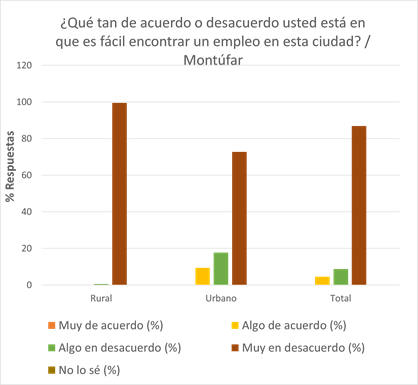 ¿Qué tan de acuerdo o desacuerdo usted está en
que es fácil encontrar un empleo en esta ciudad? /
Montúfar
120
100
80
60
40
20
0
% Respuestas
Rural
Urbano
Total
Muy de acuerdo (%)
Algo de acuerdo (%)
Algo en desacuerdo (%)
Muy en desacuerdo (%)
No lo sé (%)